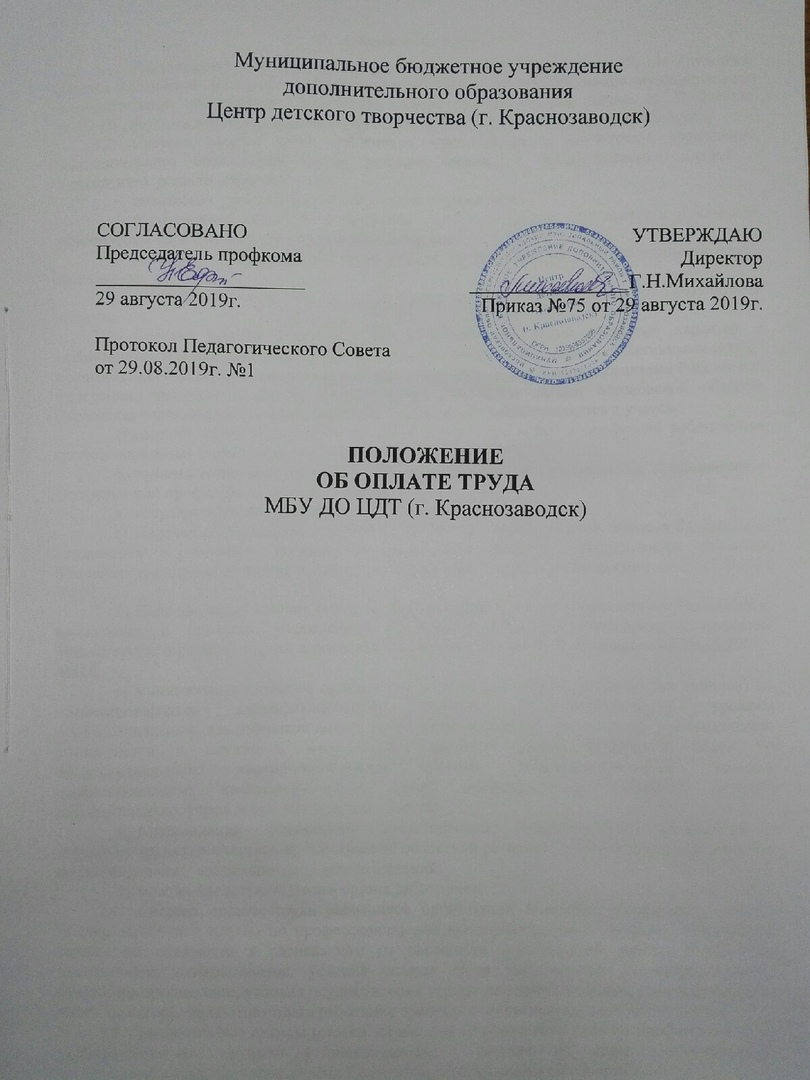 Муниципальное бюджетное учреждение
дополнительного образования
Центр детского творчества (г. Краснозаводск)
СОГЛАСОВАНО
Председатель профкома
29 августа 2019г.
Протокол Педагогического Совета
от 29.08.2019г. №1
УТВЕРЖДАЮ
Директор
Г.Н.Михайлова
Приказ №75 от 29 августа 2019г.
ПОЛОЖЕНИЕ
ОБ ОПЛАТЕ ТРУДА
МБУ ДО ЦДТ (г. Краснозаводск)